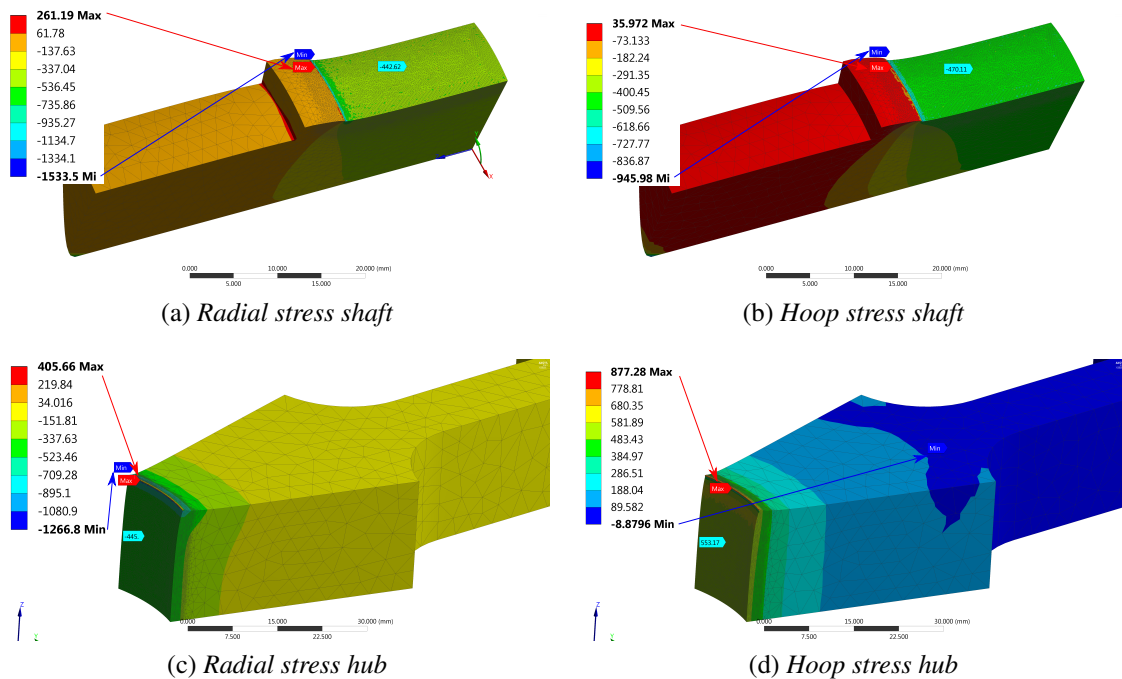 261.19 Max
61.78
-137.63
-337.04
-536.45
-735.86
-935.27
-1134.7
-1334.1
-1533.5 Mi
Min
Max
-442.62
X
0.000 10.000 20.000 (mm)
5.000 15.000
(a) Radial stress shaft
35.972 Max
-73.133
-182.24
-291.35
-400.45
-509.56
-618.66
-727.77
-836.87
-945.98 Mi
Min
Max
-470.11
0.000 10.000 20.000 (mm)
5.000 15.000
(b) Hoop stress shaft
405.66 Max
219.84
34.016
-151.81
-337.63
-523.46
-709.28
-895.1
-1080.9
-1266.8 Min
Min
Max
-445.
Z
0.000 15.000 30.000 (mm)
7.500 22.500
(c) Radial stress hub
877.28 Max
778.81
680.35
581.89
483.43
384.97
286.51
188.04
89.582
-8.8796 Min
Min
Max
553.17
Z
0.000 15.000 30.000 (mm)
7.500 22.500
(d) Hoop stress hub